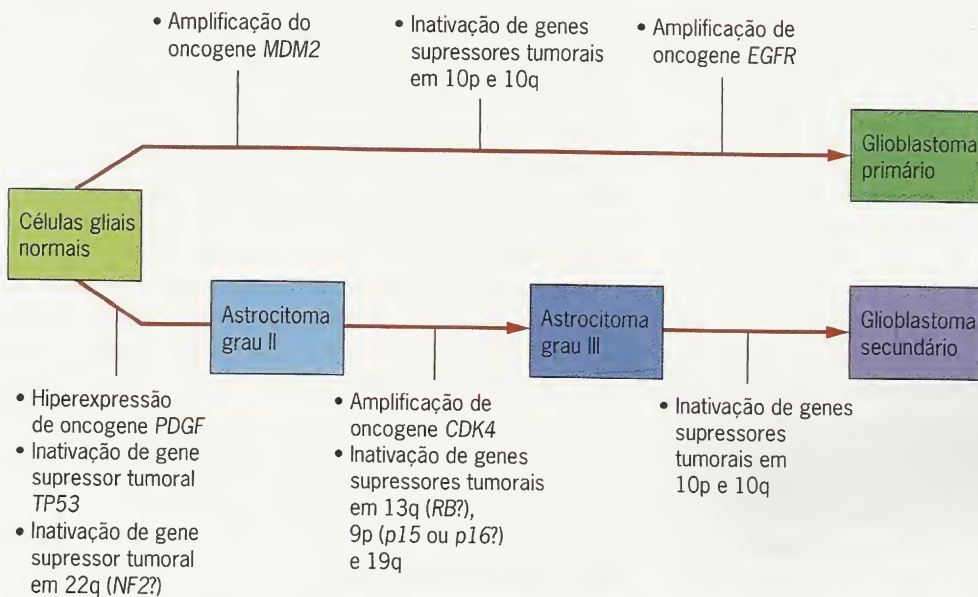 • Amplificação do
oncogene MDM2
• Inativação de genes
supressores tumorais
em 10p e 10q
• Amplificação de
oncogene EGFR
Glioblastoma
primário
Células gliais
normais
Astrocitoma
grau II
Astrocitoma
grau III
Glioblastoma
secundário
• Hiperexpressão
de oncogene PDGF
• Inativação de gene
supressor tumoral
TP53
• Inativação de gene
supressor tumoral
em 22q (NF2?)
• Amplificação de
oncogene CDK4
• Inativação de genes
supressores tumorais
em 13q (RB?),
9p (p15 ou p16?)
e 19q
• Inativação de genes
supressores
tumorais em
10p e 10q